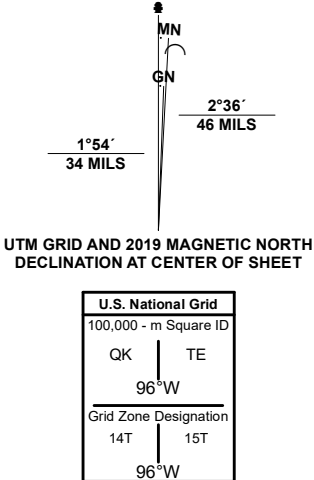 MN
GN
2°36´
46 MILS
1°54´
34 MILS
UTM GRID AND 2019 MAGNETIC NORTH
DECLINATION AT CENTER OF SHEET
U.S. National Grid
100,000 - m Square ID
QK TE
96°W
Grid Zone Designation
14T 15T
96°W